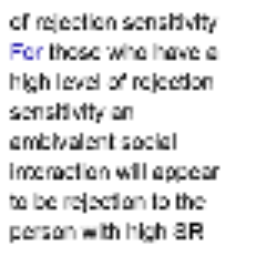 of rejection sensitivity
For those who have a
high level of rejection
sensitivity an
ambivalent social
interaction will appear
to be rejection to the
person with high SR